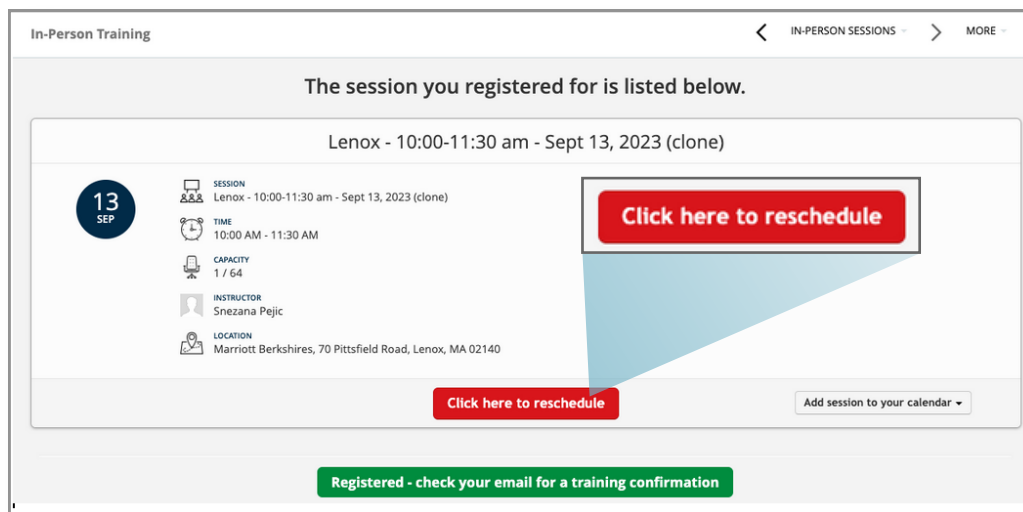 In-Person Training
IN-PERSON SESSIONS
MORE
The session you registered for is listed below.
Lenox - 10:00-11:30 am - Sept 13, 2023 (clone)
13
SEP
SESSION
Lenox - 10:00-11:30 am - Sept 13, 2023 (clone)
TIME
10:00 AM - 11:30 AM
CAPACITY
1 / 64
INSTRUCTOR
Snezana Pejic
LOCATION
Marriott Berkshires, 70 Pittsfield Road, Lenox, MA 02140
Click here to reschedule
Click here to reschedule
Add session to your calendar
Registered - check your email for a training confirmation